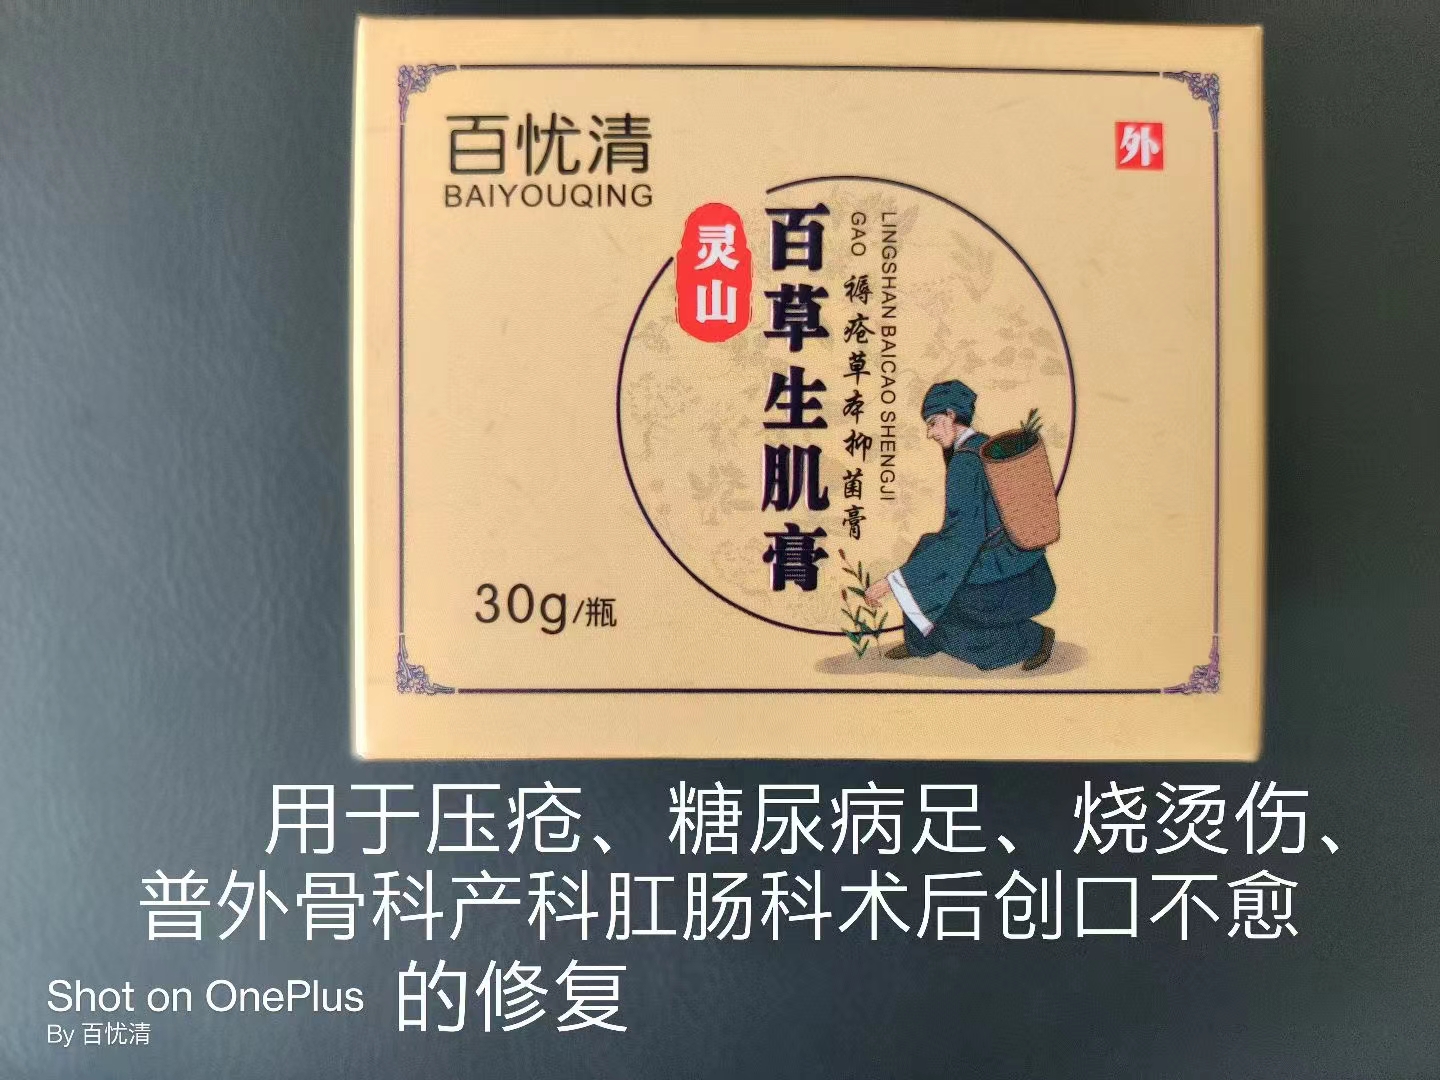 百忧清
BAIYOUQING
外
灵山
百草生肌膏
LINGSHAN BAICAO SHENGJI
GAO
褥疮草本抑菌膏
30g/瓶
用于压疮、糖尿病足、烧烫伤、
普外骨科产科肛肠科术后创口不愈
的修复
Shot on OnePlus
By 百忧清